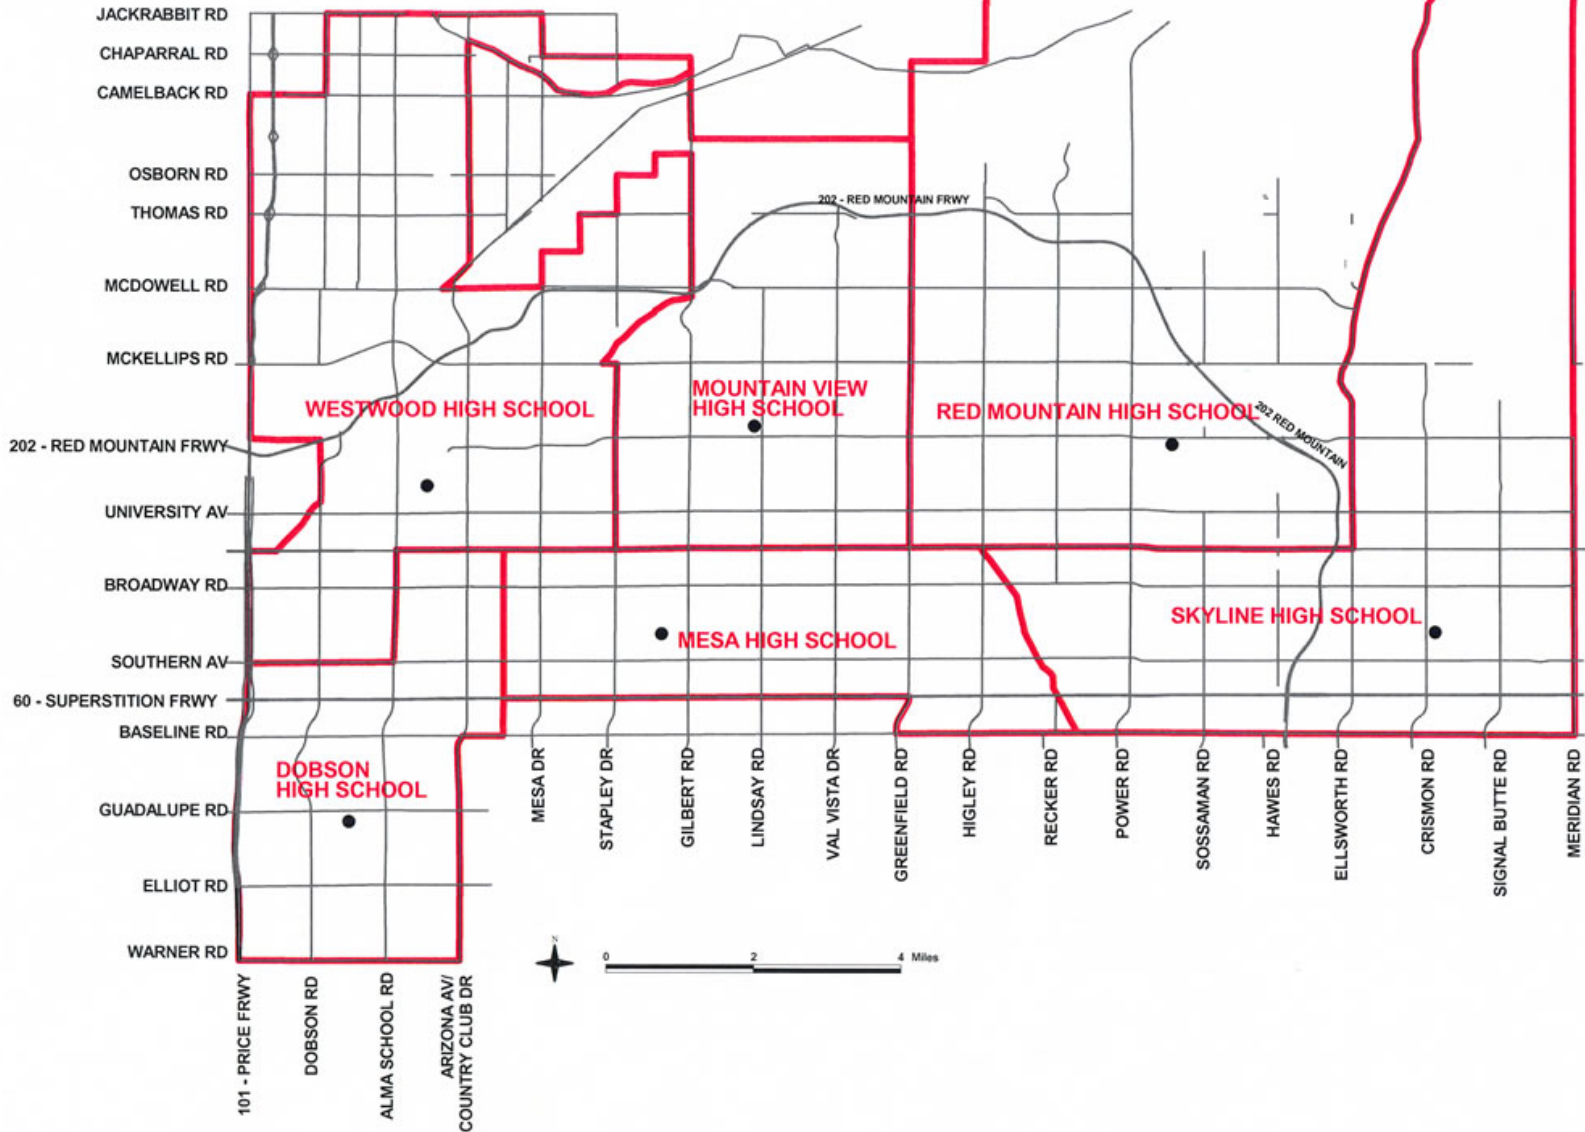 JACKRABBIT RD
CHAPARRAL RD
CAMELBACK RD
OSBORN RD
THOMAS RD
202 - RED MOUNTAIN FRWY
MCDOWELL RD
MCKELLIPS RD
WESTWOOD HIGH SCHOOL
MOUNTAIN VIEW
HIGH SCHOOL
RED MOUNTAIN HIGH SCHOOL
202 RED MOUNTAIN
202 - RED MOUNTAIN FRWY
UNIVERSITY AV
BROADWAY RD
SKYLINE HIGH SCHOOL
MESA HIGH SCHOOL
SOUTHERN AV
60 - SUPERSTITION FRWY
BASELINE RD
DOBSON
HIGH SCHOOL
GUADALUPE RD
ELLIOT RD
WARNER RD
MESA DR
STAPLEY DR
GILBERT RD
LINDSAY RD
VAL VISTA DR
GREENFIELD RD
HIGLEY RD
RECKER RD
POWER RD
SOSSAMAN RD
HAWES RD
ELLSWORTH RD
CRISMON RD
SIGNAL BUTTE RD
MERIDIAN RD
N
0 2 4 Miles
101 - PRICE FRWY
DOBSON RD
ALMA SCHOOL RD
ARIZONA AV/
COUNTRY CLUB DR